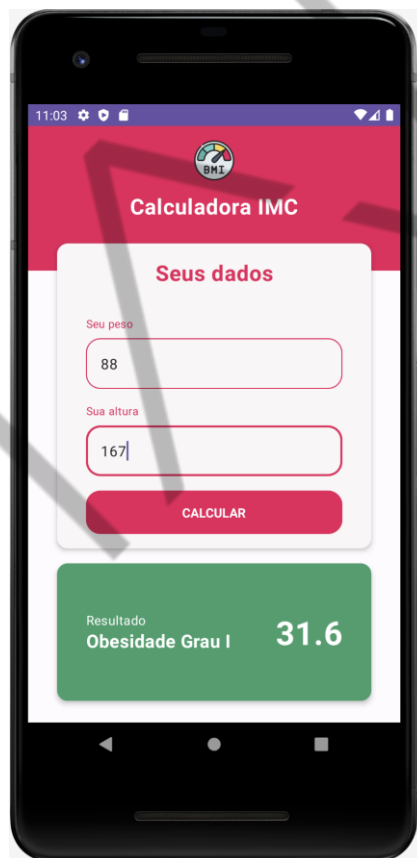 11:03
BMI
Calculadora IMC
Seus dados
Seu peso
88
Sua altura
167
CALCULAR
Resultado
Obesidade Grau I
31.6